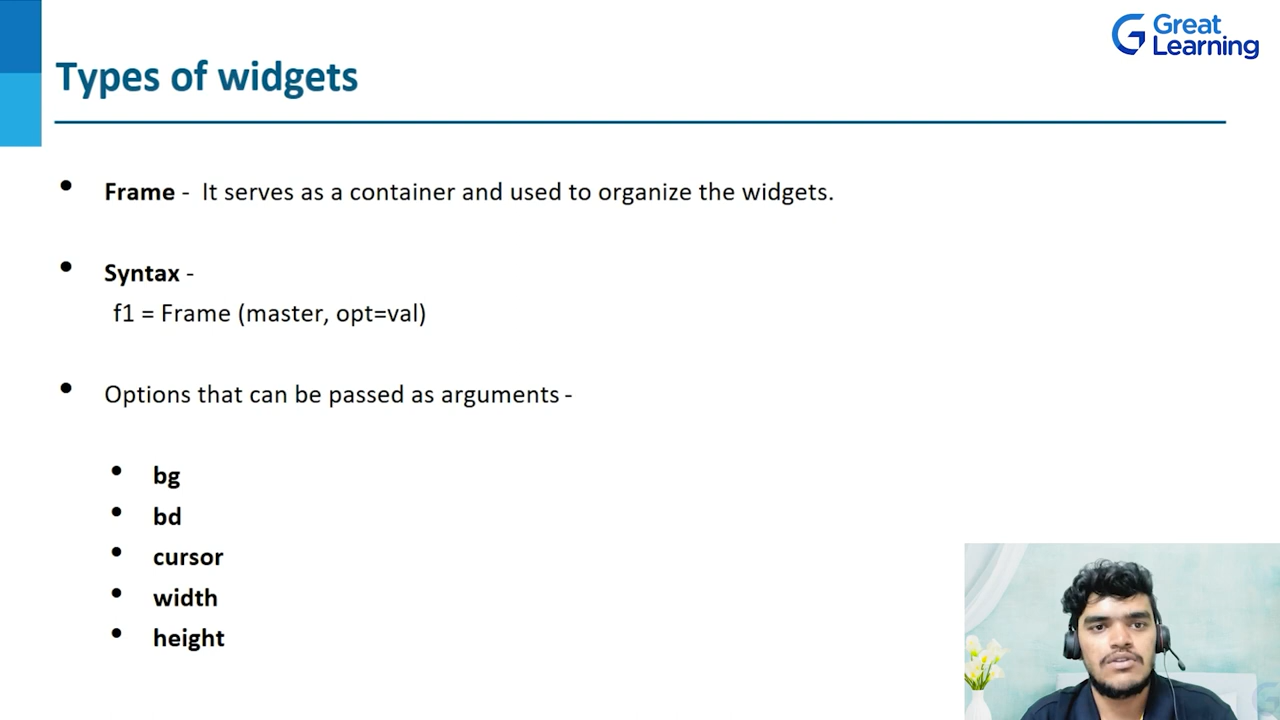 Great
Learning
Types of widgets
• Frame - It serves as a container and used to organize the widgets.
• Syntax -
f1 = Frame (master, opt=val)
• Options that can be passed as arguments -
• bg
• bd
• cursor
• width
• height